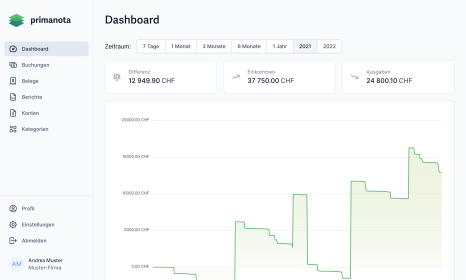 primanota
Dashboard
Buchungen
Belege
Berichte
Konten
Kategorien
Profil
Einstellungen
Abmelden
AM
Andrea Muster
Muster-Firma
Dashboard
Zeitraum:
7 Tage
1 Monat
3 Monate
6 Monate
1 Jahr
2021
2022
Differenz
12 949.90 CHF
Einkommen
37 750.00 CHF
Ausgaben
24 800.10 CHF
20000.00 CHF
15000.00 CHF
10000.00 CHF
5000.00 CHF
0.00 CHF